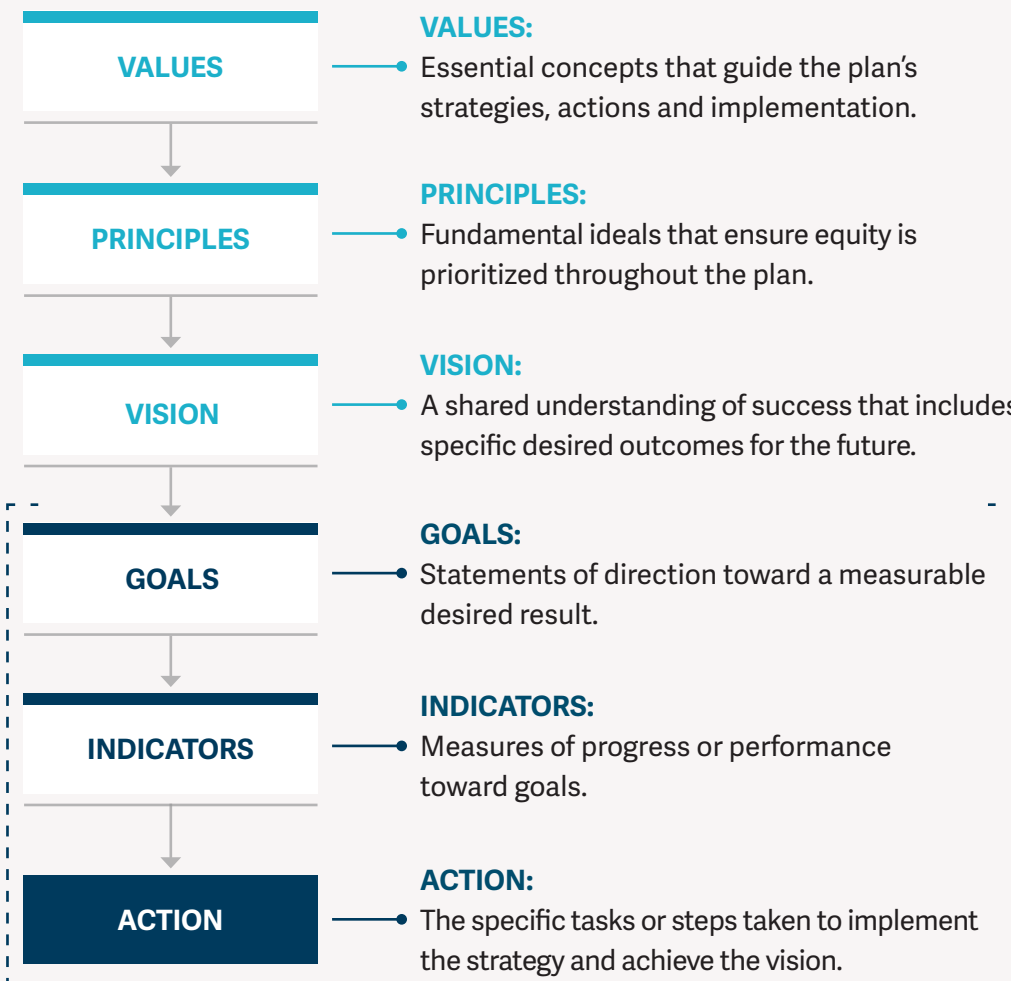 VALUES
VALUES:
Essential concepts that guide the plan’s
strategies, actions and implementation.
PRINCIPLES
PRINCIPLES:
Fundamental ideals that ensure equity is
prioritized throughout the plan.
VISION
VISION:
A shared understanding of success that includes
specific desired outcomes for the future.
GOALS
GOALS:
Statements of direction toward a measurable
desired result.
INDICATORS
INDICATORS:
Measures of progress or performance
toward goals.
ACTION
ACTION:
The specific tasks or steps taken to implement
the strategy and achieve the vision.